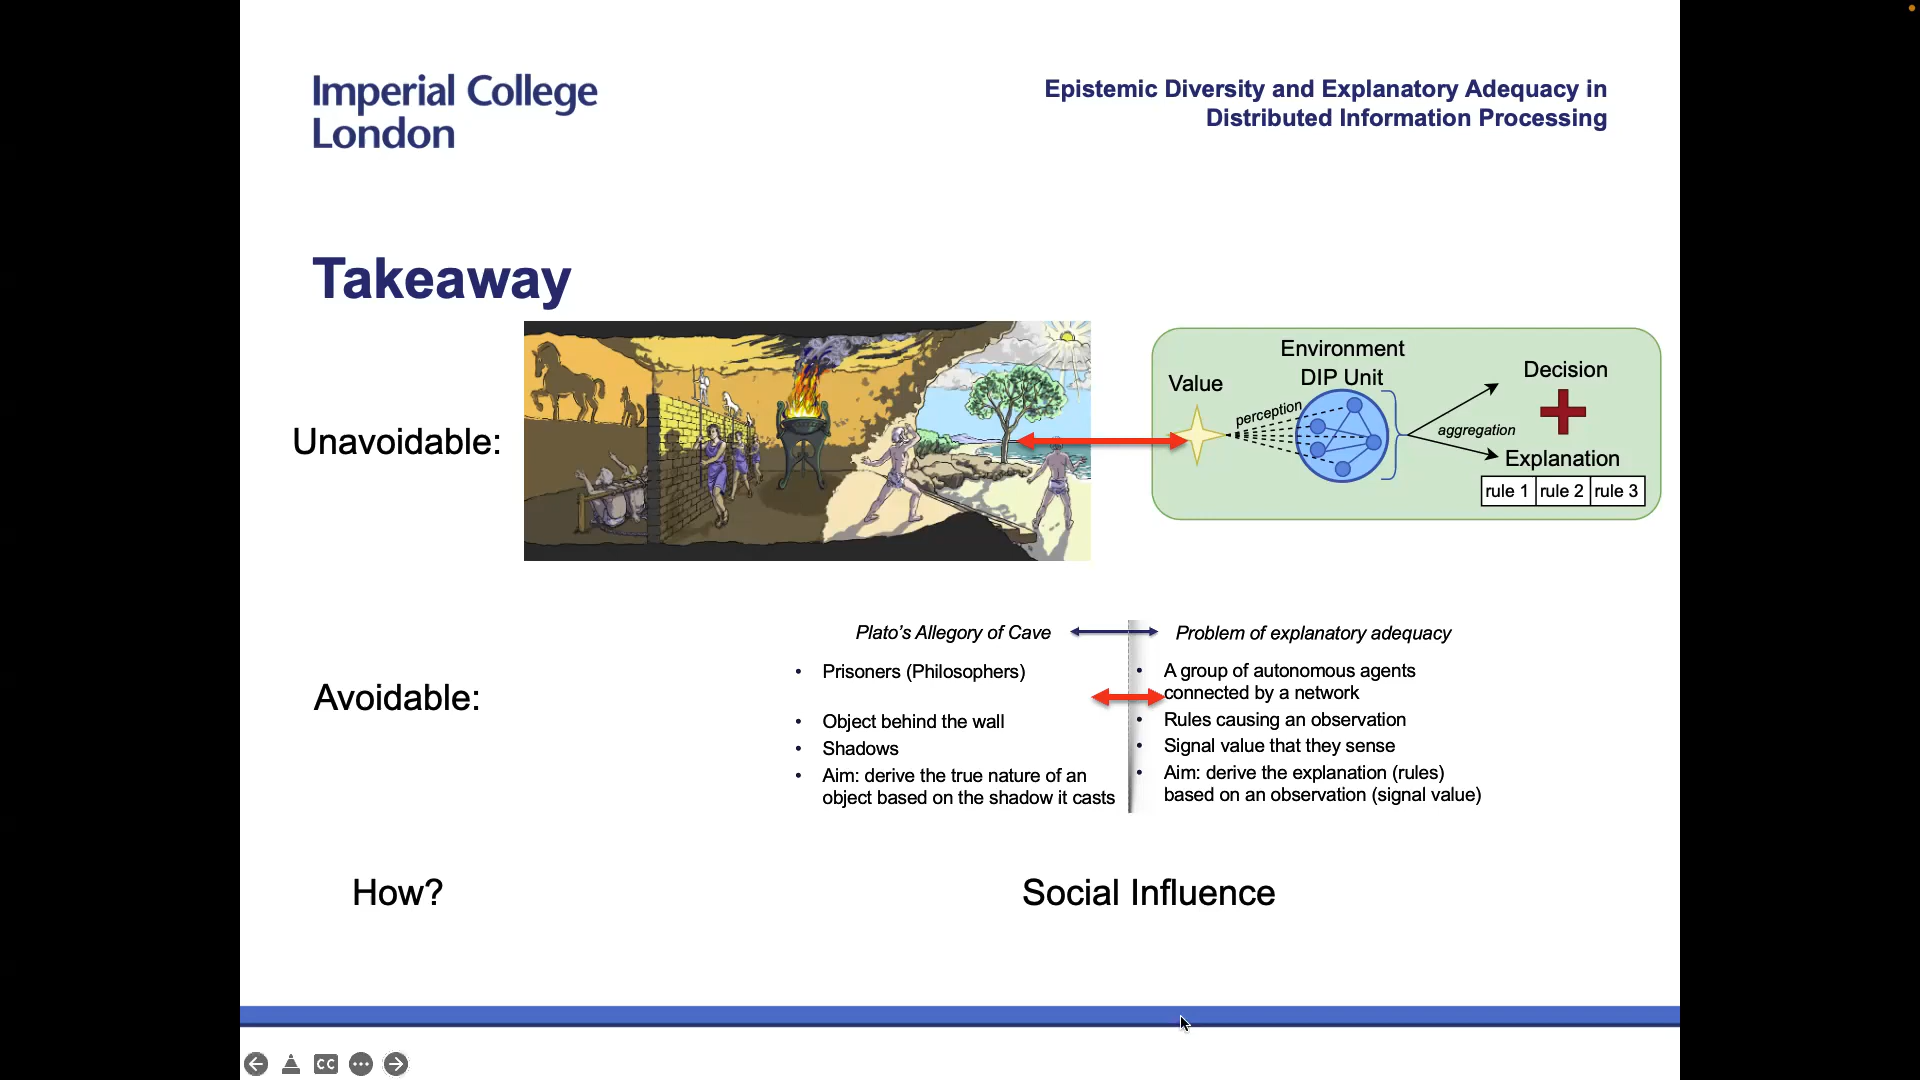 Imperial College
London
Epistemic Diversity and Explanatory Adequacy in
Distributed Information Processing
Takeaway
Unavoidable:
Environment
DIP Unit
Value
perception
Decision
aggregation
Explanation
rule 1 rule 2 rule 3
Avoidable:
Plato's Allegory of Cave
• Prisoners (Philosophers)
• Object behind the wall
• Shadows
• Aim: derive the true nature of an
object based on the shadow it casts
Problem of explanatory adequacy
• A group of autonomous agents
connected by a network
• Rules causing an observation
• Signal value that they sense
• Aim: derive the explanation (rules)
based on an observation (signal value)
How?
Social Influence
CC